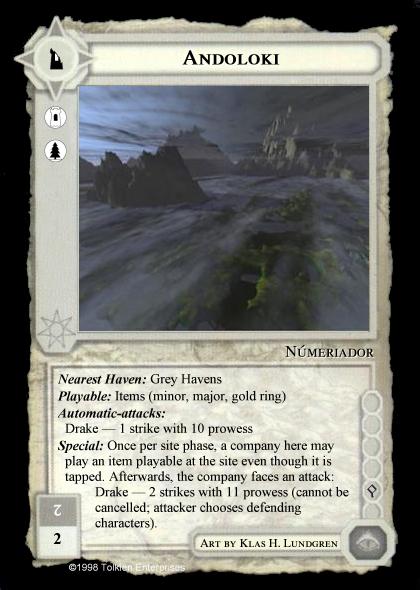 ANDOLOKI
NÚMERIADOR
Nearest Haven: Grey Havens
Playable: Items (minor, major, gold ring)
Automatic-attacks:
Drake — 1 strike with 10 prowess
Special: Once per site phase, a company here may
play an item playable at the site even though it is
tapped. Afterwards, the company faces an attack:
Drake — 2 strikes with 11 prowess (cannot be
cancelled; attacker chooses defending
characters).
2
2
ART BY KLAS H. LUNDGREN
©1998 Tolkien Enterprises